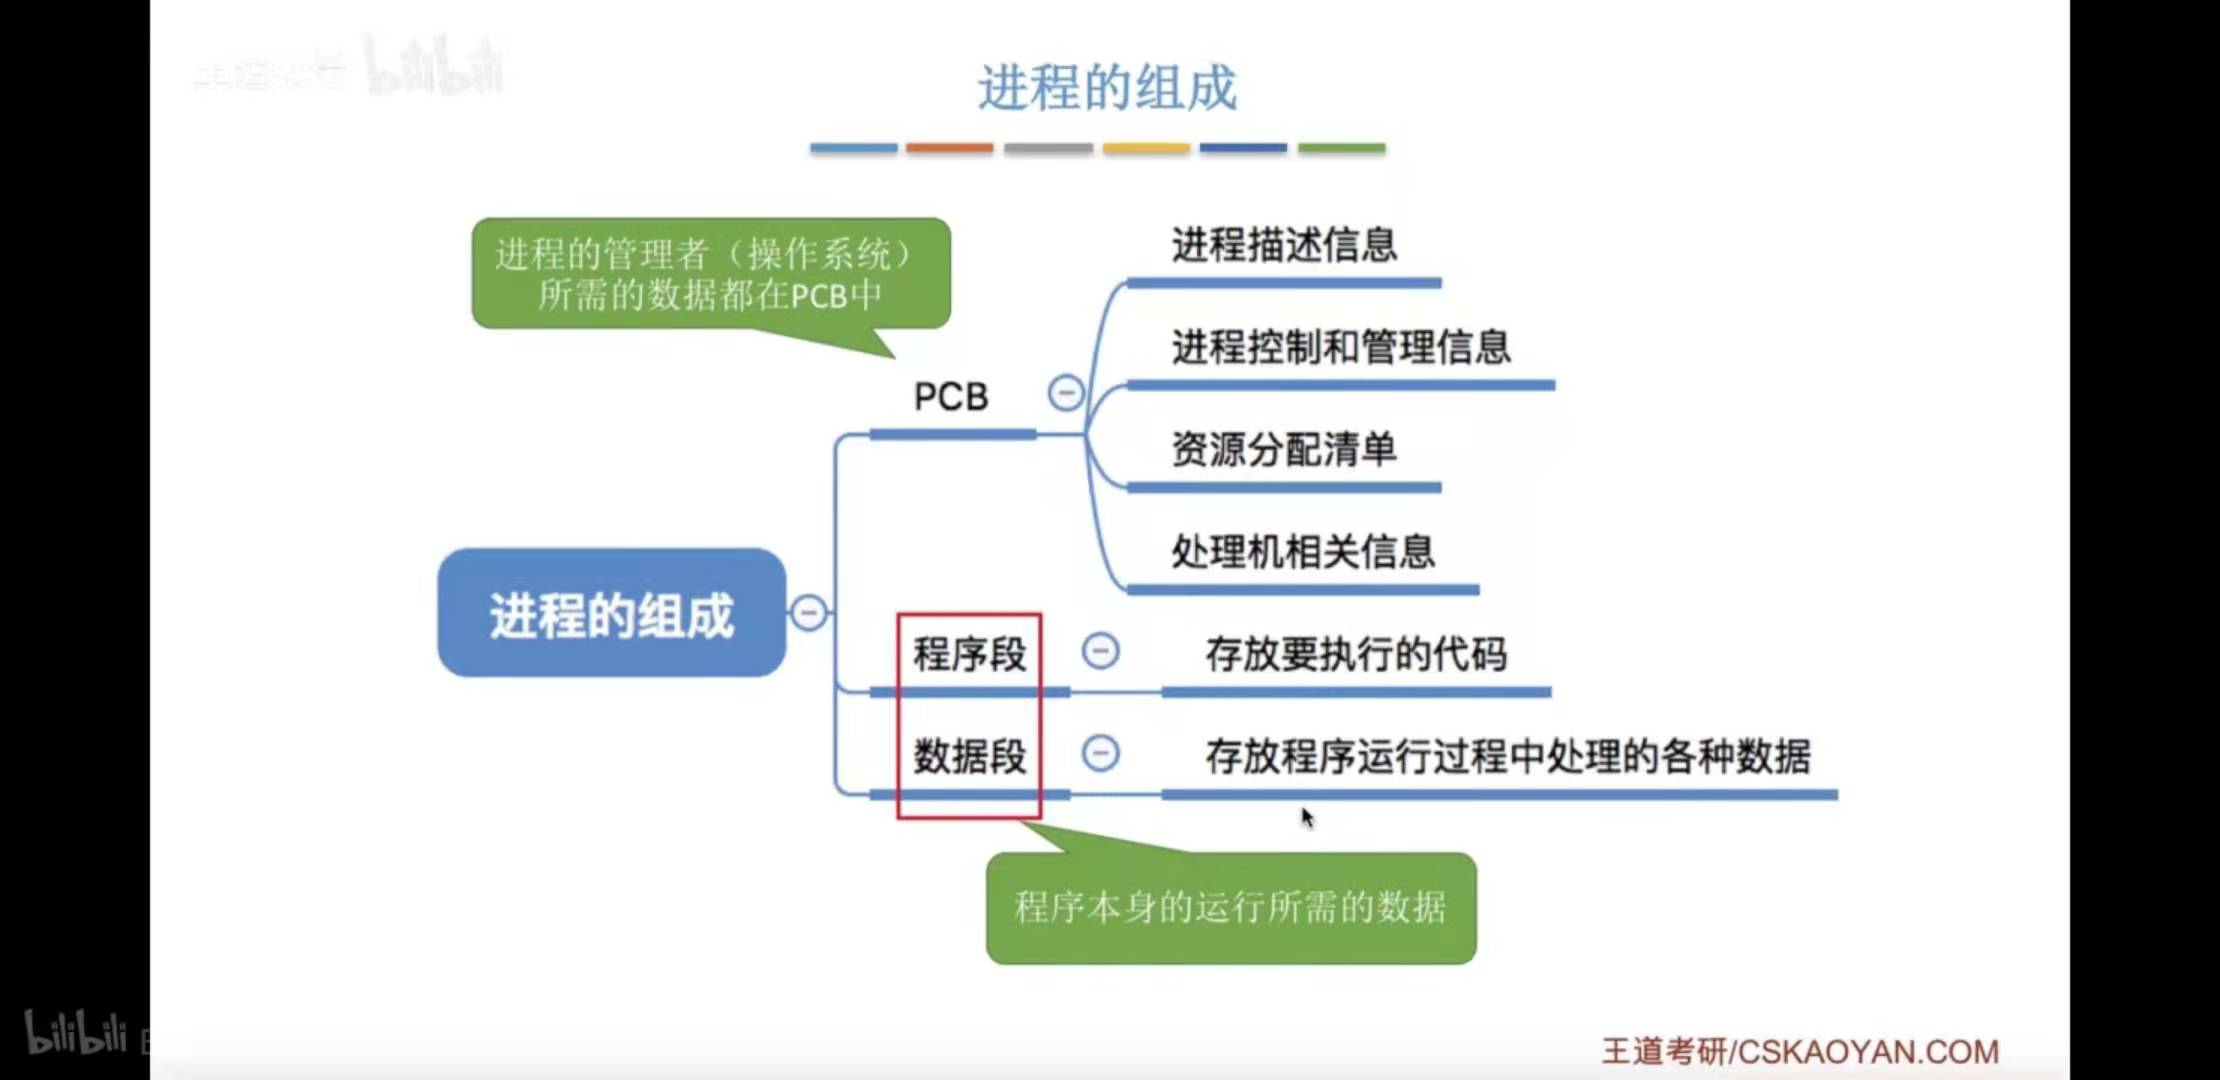 bilibili
进程的组成
进程的管理者（操作系统）
所需的数据都在PCB中
进程描述信息
进程控制和管理信息
PCB
资源分配清单
处理机相关信息
进程的组成
程序段
存放要执行的代码
数据段
存放程序运行过程中处理的各种数据
程序本身的运行所需的数据
bilibili
王道考研/CSKAOYAN.COM